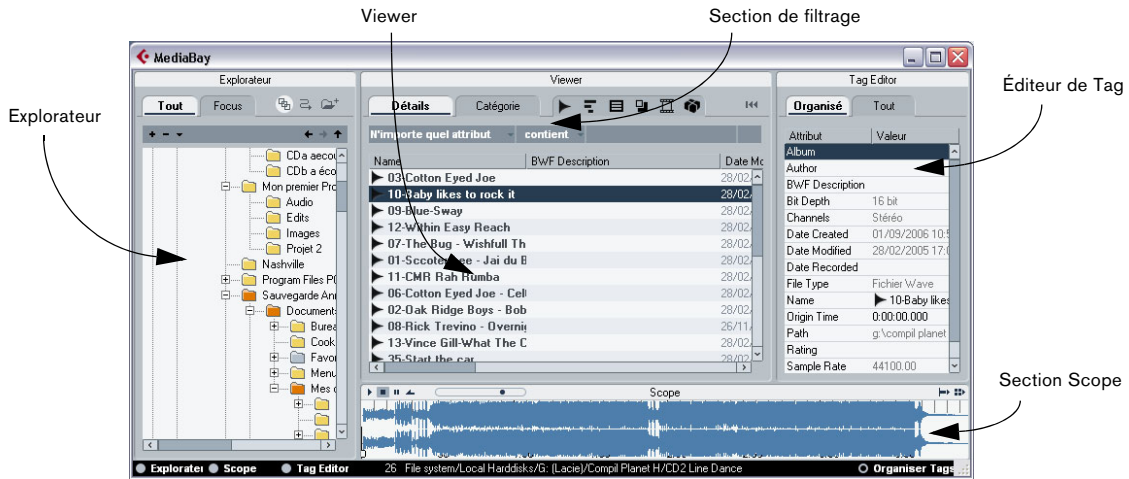 Viewer
Section de filtrage
Explorateur
Éditeur de Tag
Section Scope
MediaBay
Explorateur
Viewer
Tag Editor
Tout
Focus
Détails
Catégorie
Organisé
Tout
N'importe quel attribut
contient
Attribut
Valeur
CDa aecou
CDb a éco
Mon premier Pro
Audio
Edits
Images
Projet 2
Nashville
Program Files P
Sauvegarde Ann
Document
Burea
Cook
Favor
Menu
Mes
Name
BWF Description
Date Mo
03-Cotton Eyed Joe
28/02/
10-Baby likes to rock it
28/02/
09-Blue-Sway
28/02/
12-Within Easy Reach
28/02/
07-The Bug - Wishfull Th
28/02/
01-Jai du B
28/02/
11-CMR Rah Rumba
28/02/
06-Cotton Eyed Joe - Cel
28/02/
02-Oak Ridge Boys - Bob
28/02/
08-Rick Trevino - Overnig
26/11/
13-Vince Gill-What The C
28/02/
35-Start the car
28/02
Album
Author
BWF Description
Bit Depth
16 bit
Channels
Stéréo
Date Created
01/09/2006 10:5
Date Modified
28/02/2005 17:0
Date Recorded
File Type
Fichier Wave
Name
10-Baby likes
Origin Time
0:00:00.000
Path
g:\compil planet
Rating
Sample Rate
44100.00
Scope
Explorateu
Scope
Tag Editor
26 File system/Local Harddisks/G: (Lacie)/Compil Planet H/CD2 Line Dance
Organiser Tags